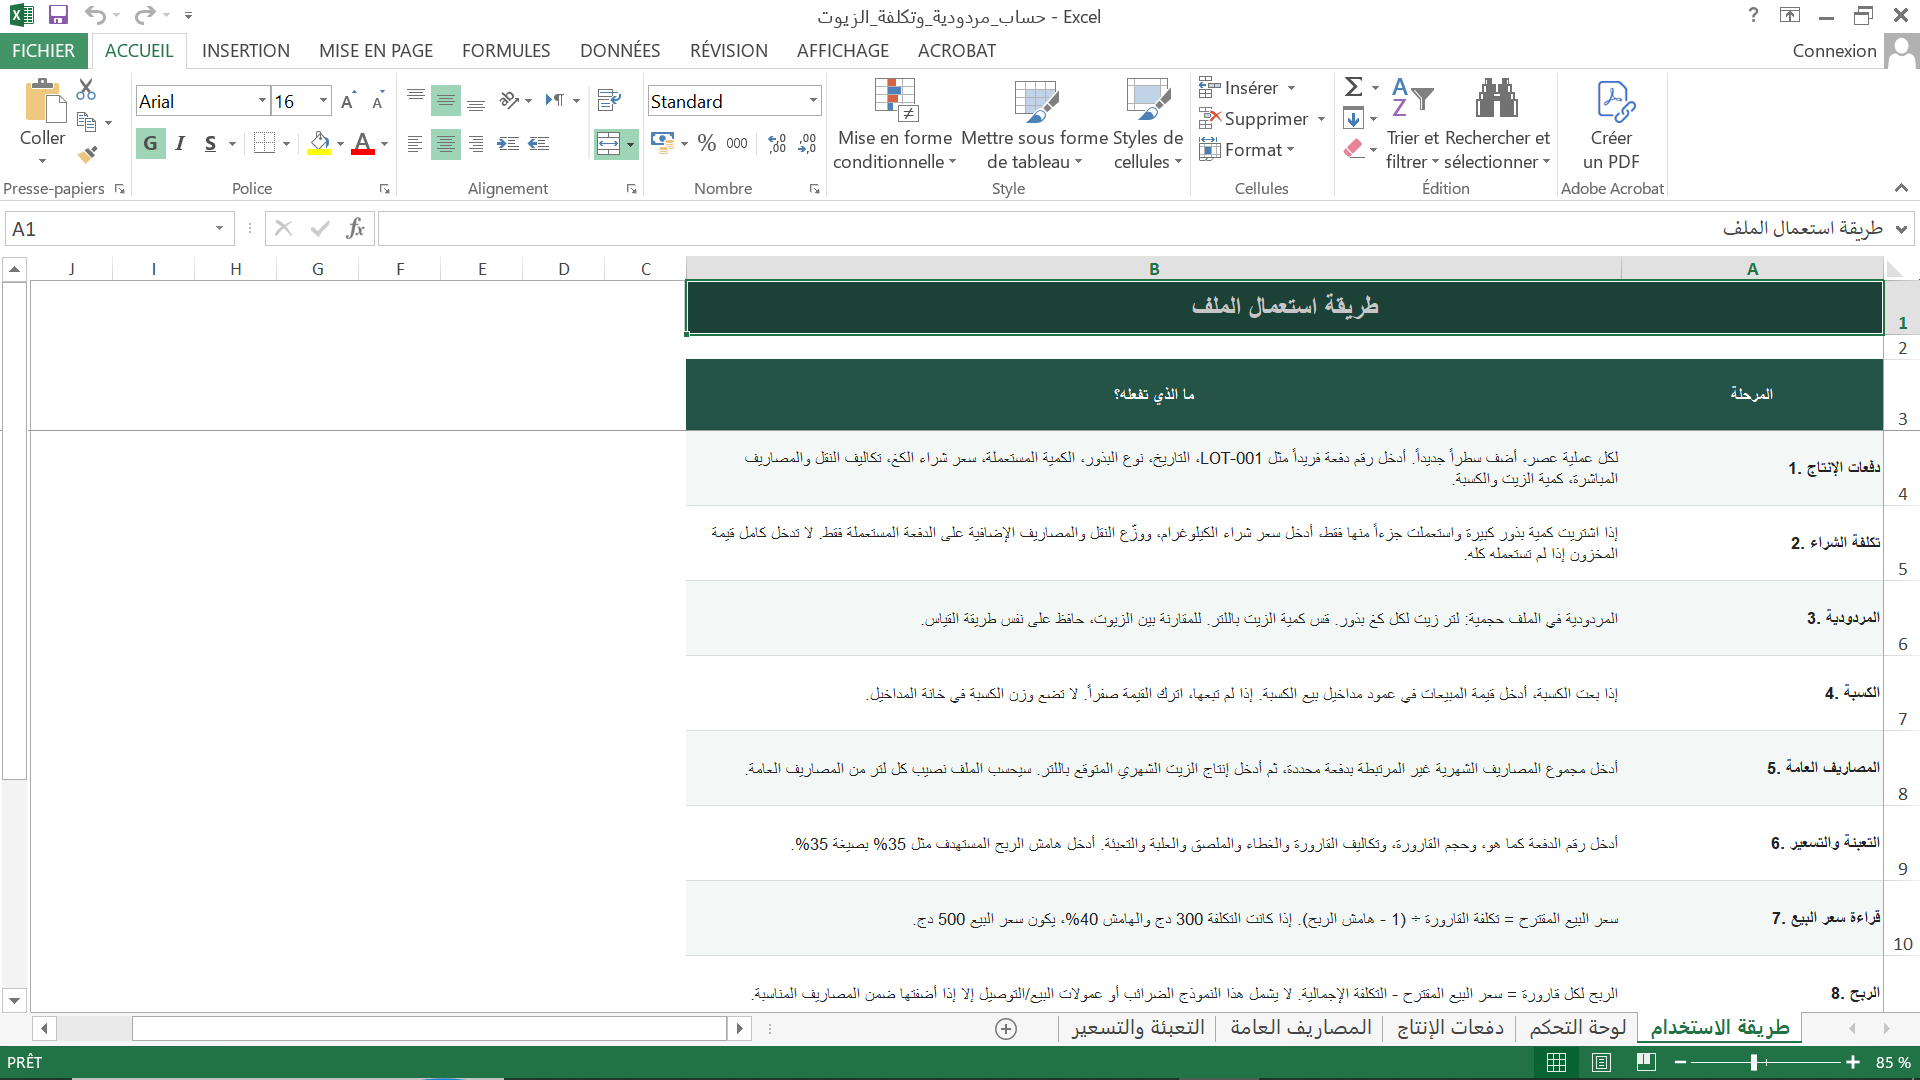 حساب_مردودية_وتكلفة_الزيوت - Excel
FICHIER ACCUEIL INSERTION MISE EN PAGE FORMULES DONNÉES RÉVISION AFFICHAGE ACROBAT Connexion
Coller
Presse-papiers
Arial 16
G I S A
Police
Alignement
Standard
% 000
Nombre
Mise en forme conditionnelle
Mettre sous forme de tableau
Styles de cellules
Style
Insérer
Supprimer
Format
Cellules
Trier et filtrer
Rechercher et sélectionner
Édition
Créer un PDF
Adobe Acrobat
A1 fx طريقة استعمال الملف
J I H G F E D C B A
1 طريقة استعمال الملف
2
3 المرحلة ما الذي تفعله؟
4 1. دفعات الإنتاج لكل عملية عصر، أضف سطراً جديداً. أدخل رقم دفعة فريداً مثل LOT-001، التاريخ، نوع البذور، الكمية المستعملة، سعر شراء الكغ، تكاليف النقل والمصاريف
المباشرة، كمية الزيت والكسبة.
5 2. تكلفة الشراء إذا اشتريت كمية بذور كبيرة واستعملت جزءاً منها فقط، أدخل سعر شراء الكيلوغرام، ووزّع النقل والمصاريف الإضافية على الدفعة المستعملة فقط. لا تدخل كامل قيمة
المخزون إذا لم تستعمله كله.
6 3. المردودية المردودية في الملف حجمية: لتر زيت لكل كغ بذور. قس كمية الزيت باللتر. للمقارنة بين الزيوت، حافظ على نفس طريقة القياس.
7 4. الكسبة إذا بعت الكسبة، أدخل قيمة المبيعات في عمود مداخيل بيع الكسبة. إذا لم تبعها، اترك القيمة صفراً. لا تضع وزن الكسبة في خانة المداخيل.
8 5. المصاريف العامة أدخل مجموع المصاريف الشهرية غير المرتبطة بدفعة محددة، ثم أدخل إنتاج الزيت الشهري المتوقع باللتر. سيحسب الملف نصيب كل لتر من المصاريف العامة.
9 6. التعبئة والتسعير أدخل رقم الدفعة كما هو، وحجم القارورة، وتكاليف القارورة والغطاء والملصق والعلبة والتعبئة. أدخل هامش الربح المستهدف مثل 35% بصيغة 35%.
10 7. قراءة سعر البيع سعر البيع المقترح = تكلفة القارورة ÷ (1 - هامش الربح). إذا كانت التكلفة 300 دج والهامش 40%، يكون سعر البيع 500 دج.
8. الربح الربح لكل قارورة = سعر البيع المقترح - التكلفة الإجمالية. لا يشمل هذا النموذج الضرائب أو عمولات البيع/التوصيل إلا إذا أضفتها ضمن المصاريف المناسبة.
طريقة الاستخدام لوحة التحكم دفعات الإنتاج المصاريف العامة التعبئة والتسعير
PRÊT 85 %